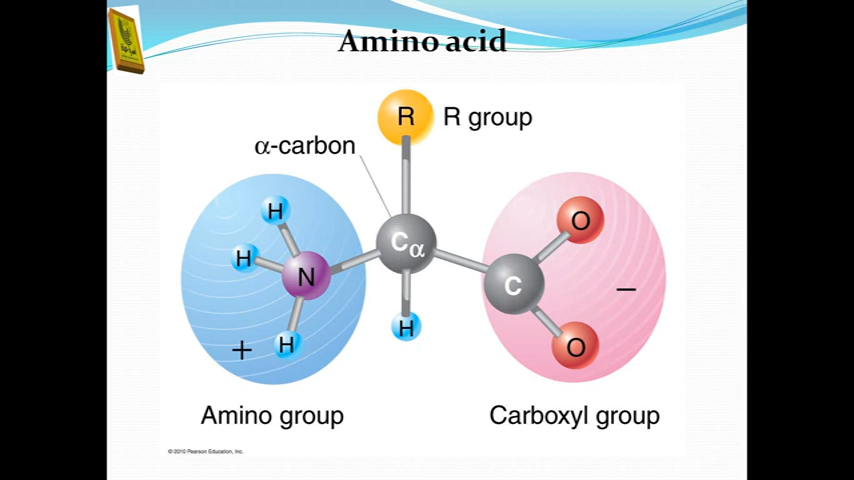 Amino acid
R
R group
α-carbon
H
O
H
Cα
N
C
−
H
H
+
O
Amino group
Carboxyl group
© 2010 Pearson Education, Inc.